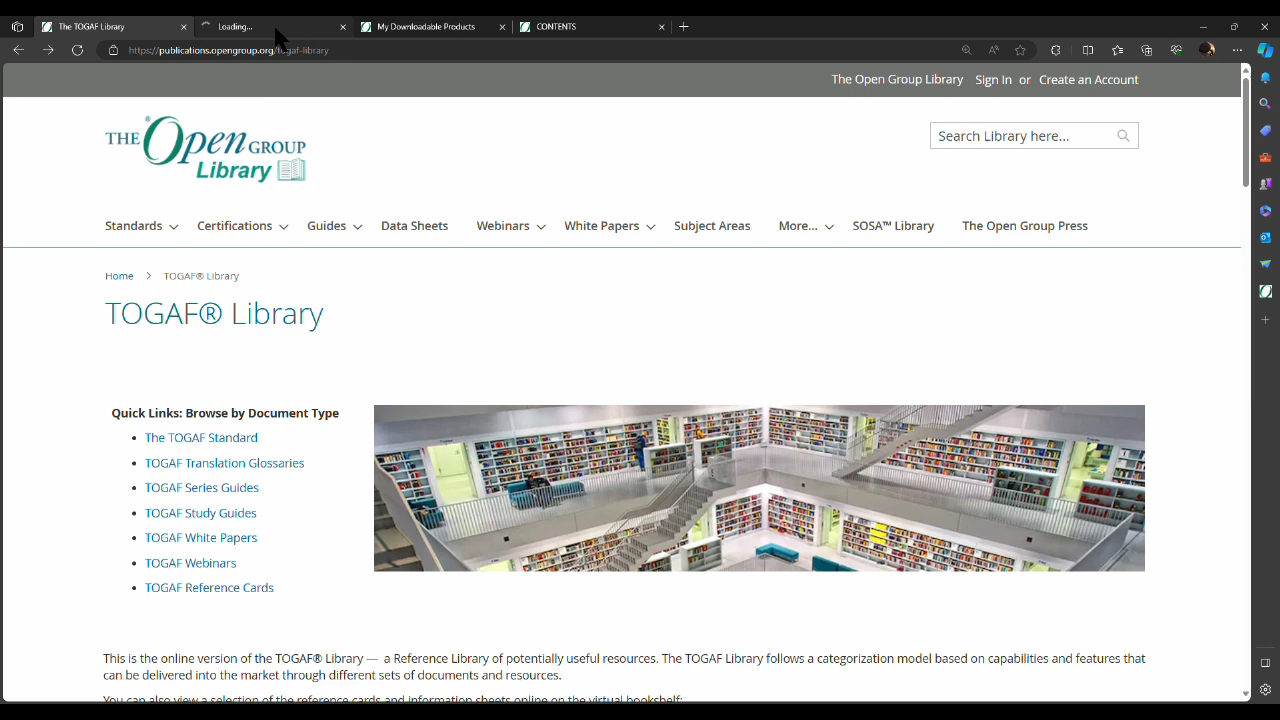 The TOGAF Library
Loading...
My Downloadable Products
CONTENTS
https://publications.opengroup.org/togaf-library
The Open Group Library Sign In or Create an Account
THE Open GROUP
Library
Search Library here...
Standards Certifications Guides Data Sheets Webinars White Papers Subject Areas More... SOSA™ Library The Open Group Press
Home > TOGAF® Library
TOGAF® Library
Quick Links: Browse by Document Type
• The TOGAF Standard
• TOGAF Translation Glossaries
• TOGAF Series Guides
• TOGAF Study Guides
• TOGAF White Papers
• TOGAF Webinars
• TOGAF Reference Cards
This is the online version of the TOGAF® Library — a Reference Library of potentially useful resources. The TOGAF Library follows a categorization model based on capabilities and features that
can be delivered into the market through different sets of documents and resources.
You can also view a selection of the reference cards and information sheets online on the virtual bookshelf: